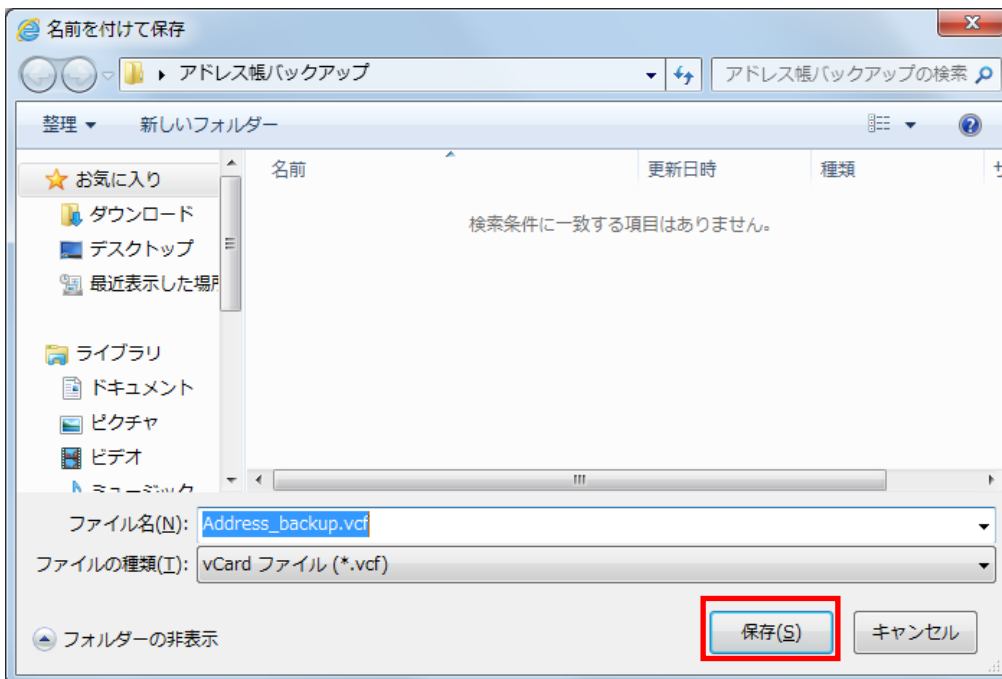 名前を付けて保存
アドレス帳バックアップ
アドレス帳バックアップの検索
整理
新しいフォルダー
名前
更新日時
種類
サ
検索条件に一致する項目はありません。
お気に入り
ダウンロード
デスクトップ
最近表示した場所
ライブラリ
ドキュメント
ピクチャ
ビデオ
ミュージック
ファイル名(N): Address_backup.vcf
ファイルの種類(T): vCard ファイル (*.vcf)
フォルダーの非表示
保存(S)
キャンセル